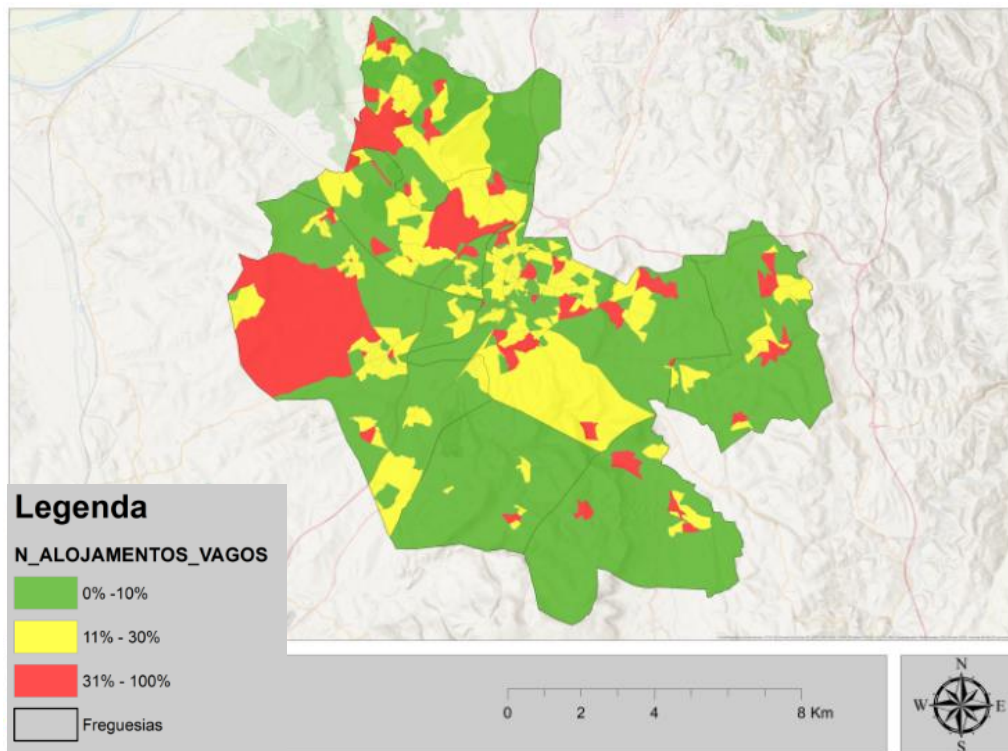 Legenda
N_ALOJAMENTOS_VAGOS
0% -10%
11% - 30%
31% - 100%
Freguesias
0 2 4 8 Km
N
W E
S